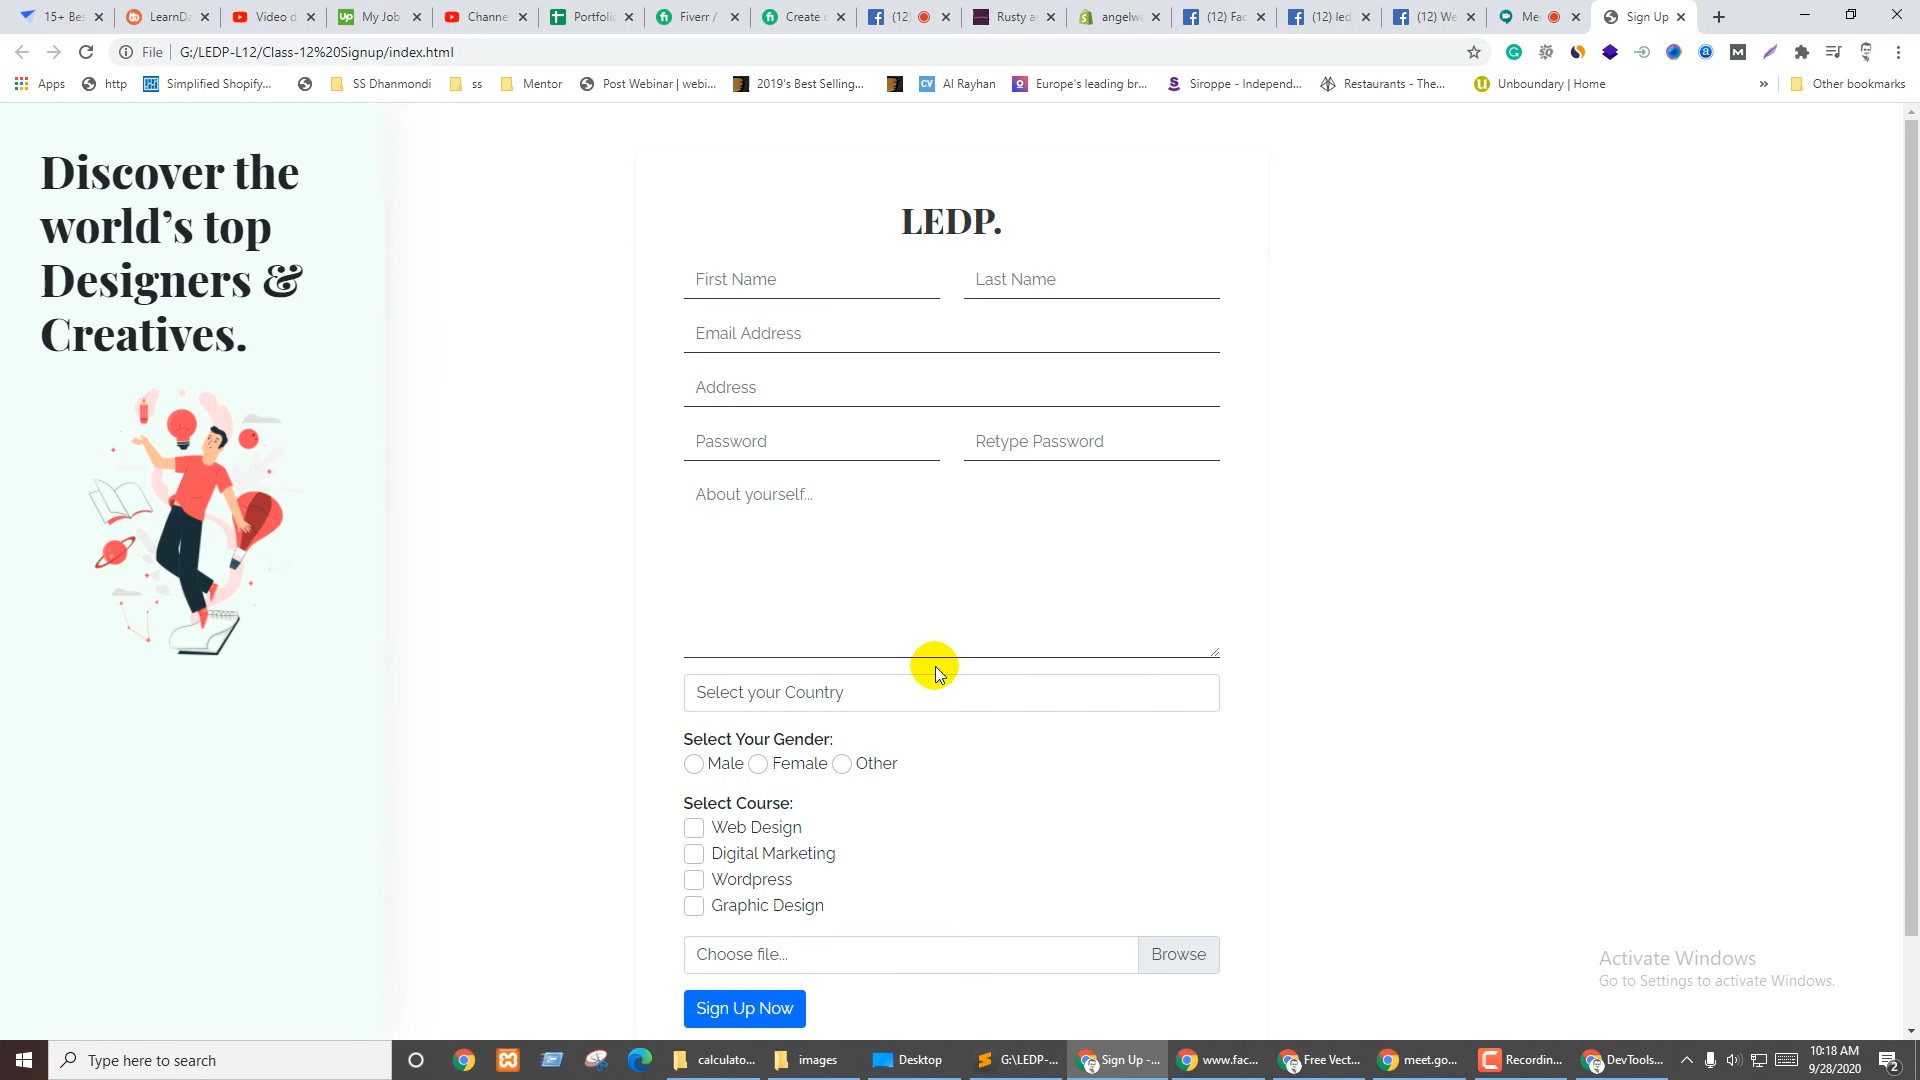 15+ Be
LearnD
Video d
My Job
Channe
Portfoli
Fiverr /
Create
(12)
Rusty a
angelw
(12) Fac
(12) led
(12) We
Me
Sign Up
File
G:/LEDP-L12/Class-12%20Signup/index.html
Apps
http
Simplified Shopify...
SS Dhanmondi
ss
Mentor
Post Webinar | webi...
2019's Best Selling...
CV
Al Rayhan
Europe's leading br...
Siroppe - Independ...
Restaurants - The...
Unboundary | Home
»
Other bookmarks
Discover the
world’s top
Designers &
Creatives.
LEDP.
First Name
Last Name
Email Address
Address
Password
Retype Password
About yourself...
Select your Country
Select Your Gender:
Male Female Other
Select Course:
Web Design
Digital Marketing
Wordpress
Graphic Design
Choose file...
Browse
Sign Up Now
Activate Windows
Go to Settings to activate Windows.
Type here to search
calculato...
images
Desktop
G:\LEDP-...
Sign Up -...
www.fac...
Free Vect...
meet.go...
Recordin...
DevTools...
10:18 AM
9/28/2020
2